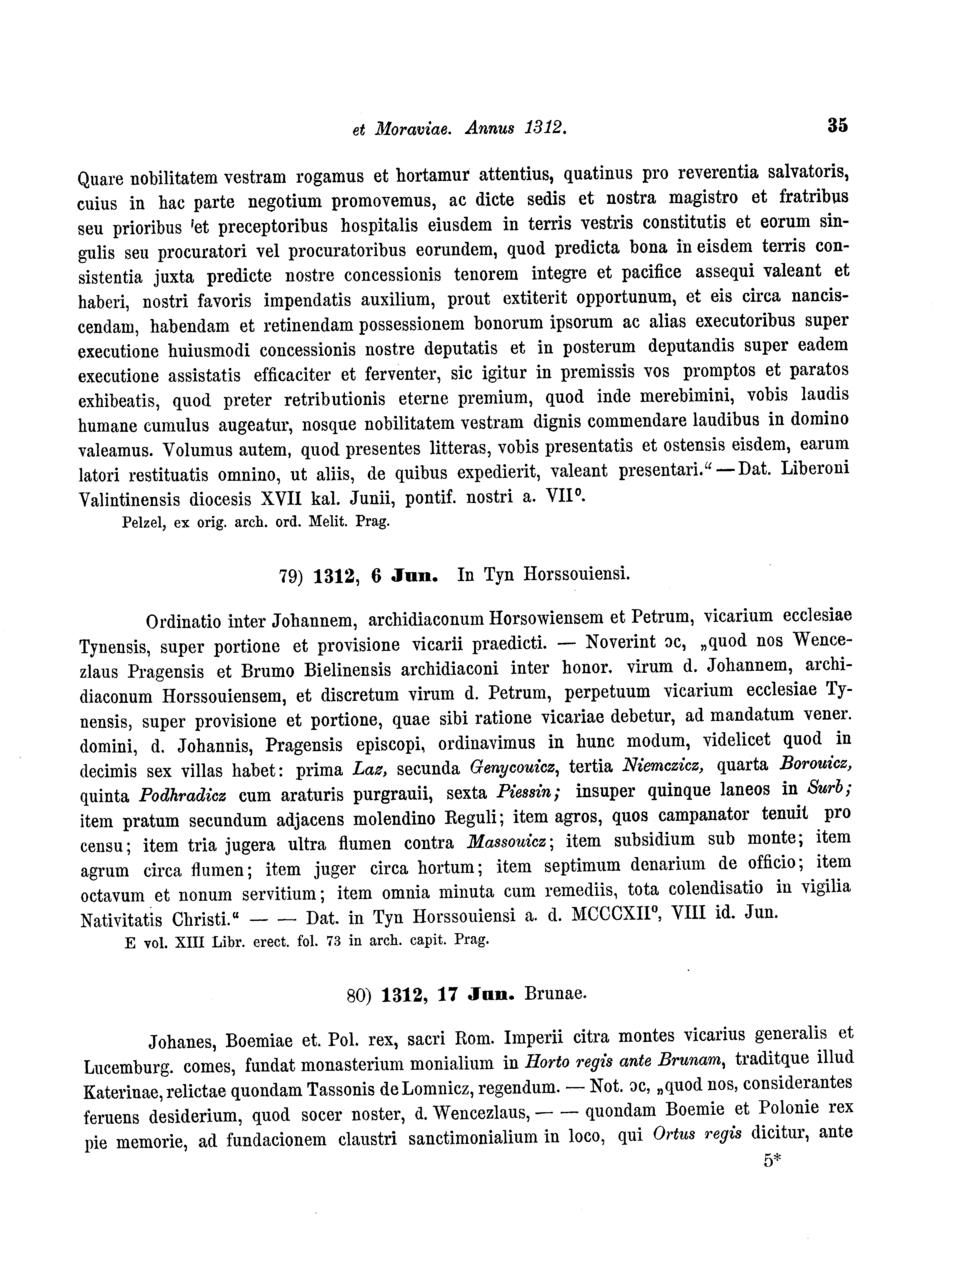 et Moraviae. Annus 1312. 35
Quare nobilitatem vestram rogamus et hortamur attentius, quatinus pro reverentia salvatoris,
cuius in hac parte negotium promovemus, ac dicte sedis et nostra magistro et fratribus
seu prioribus 'et preceptoribus hospitalis eiusdem in terris vestris constitutis et eorum sin-
gulis seu procuratori vel procuratoribus eorundem, quod predicta bona in eisdem terris con-
sistentia juxta predicte nostre concessionis tenorem integre et pacifice assequi valeant et
haberi, nostri favoris impendatis auxilium, prout extiterit opportunum, et eis circa nancis-
cendam, habendam et retinendam possessionem bonorum ipsorum ac alias executoribus super
executione huiusmodi concessionis nostre deputatis et in posterum deputandis super eadem
executione assistatis efficaciter et ferventer, sic igitur in premissis vos promptos et paratos
exhibeatis, quod preter retributionis eterne premium, quod inde merebimini, vobis laudis
humane cumulus augeatur, nosque nobilitatem vestram dignis commendare laudibus in domino
valeamus. Volumus autem, quod presentes litteras, vobis presentatis et ostensis eisdem, earum
latori restituatis omnino, ut aliis, de quibus expedierit, valeant presentari.“ — Dat. Liberoni
Valintinensis diocesis XVII kal. Junii, pontif. nostri a. VII⁰.
Pelzel, ex orig. arch. ord. Melit. Prag.
79) 1312, 6 Jun. In Tyn Horssouiensi.
Ordinatio inter Johannem, archidiaconum Horsowiensem et Petrum, vicarium ecclesiae
Tynensis, super portione et provisione vicarii praedicti. — Noverint ɔc, „quod nos Wence-
zlaus Pragensis et Brumo Bielinensis archidiaconi inter honor. virum d. Johannem, archi-
diaconum Horssouiensem, et discretum virum d. Petrum, perpetuum vicarium ecclesiae Ty-
nensis, super provisione et portione, quae sibi ratione vicariae debetur, ad mandatum vener.
domini, d. Johannis, Pragensis episcopi, ordinavimus in hunc modum, videlicet quod in
decimis sex villas habet: prima Laz, secunda Genycouicz, tertia Niemczicz, quarta Borouicz,
quinta Podhradicz cum araturis purgrauii, sexta Piessin; insuper quinque laneos in Surb;
item pratum secundum adjacens molendino Reguli; item agros, quos campanator tenuit pro
censu; item tria jugera ultra flumen contra Massouicz; item subsidium sub monte; item
agrum circa flumen; item juger circa hortum; item septimum denarium de officio; item
octavum et nonum servitium; item omnia minuta cum remediis, tota colendisatio in vigilia
Nativitatis Christi.“ — — Dat. in Tyn Horssouiensi a. d. MCCCXII⁰, VIII id. Jun.
E vol. XIII Libr. erect. fol. 73 in arch. capit. Prag.
80) 1312, 17 Jun. Brunae.
Johanes, Boemiae et. Pol. rex, sacri Rom. Imperii citra montes vicarius generalis et
Lucemburg. comes, fundat monasterium monialium in Horto regis ante Brunam, traditque illud
Katerinae, relictae quondam Tassonis de Lomnicz, regendum. — Not. ɔc, „quod nos, considerantes
feruens desiderium, quod socer noster, d. Wencezlaus, — — quondam Boemie et Polonie rex
pie memorie, ad fundacionem claustri sanctimonialium in loco, qui Ortus regis dicitur, ante
5*